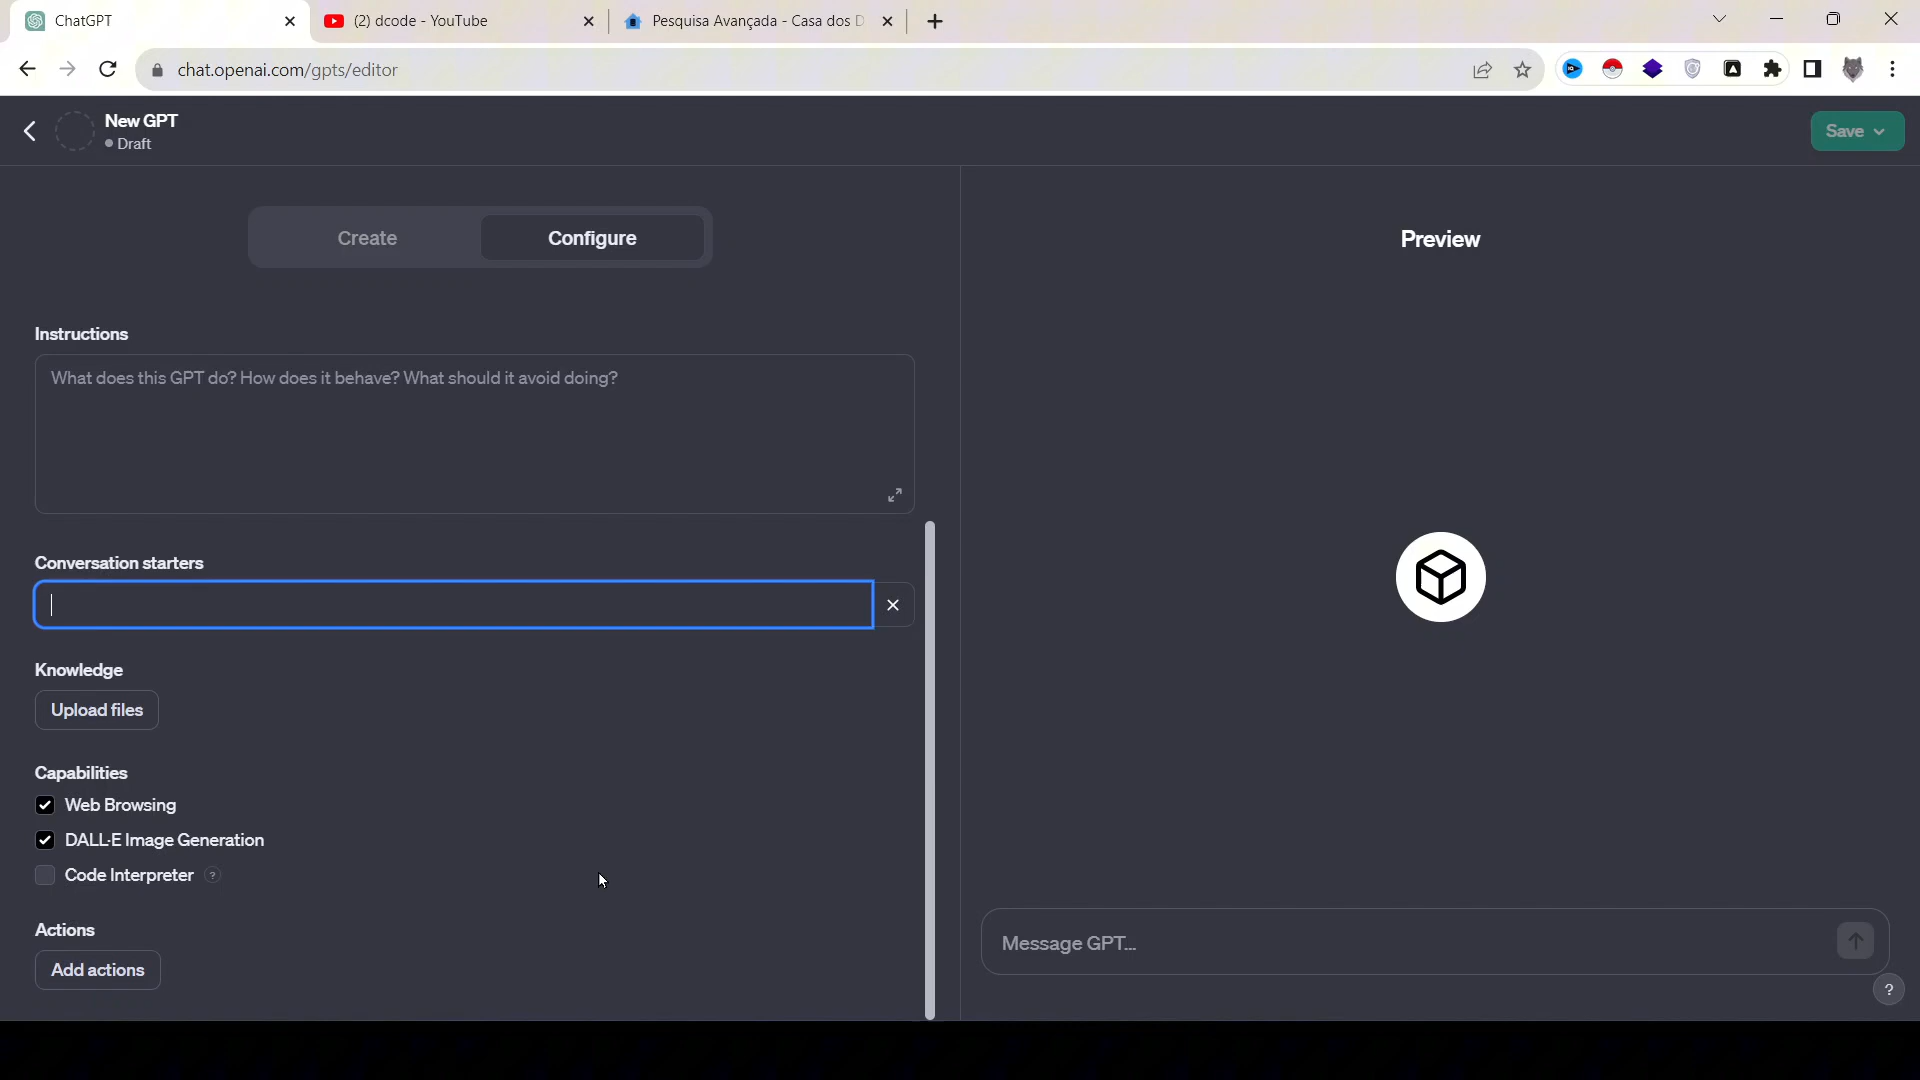 ChatGPT
(2) dcode - YouTube
Pesquisa Avançada - Casa dos D
chat.openai.com/gpts/editor
New GPT
Draft
Save
Create
Configure
Preview
Instructions
What does this GPT do? How does it behave? What should it avoid doing?
Conversation starters
Knowledge
Upload files
Capabilities
Web Browsing
DALL·E Image Generation
Code Interpreter ?
Actions
Add actions
Message GPT...
?